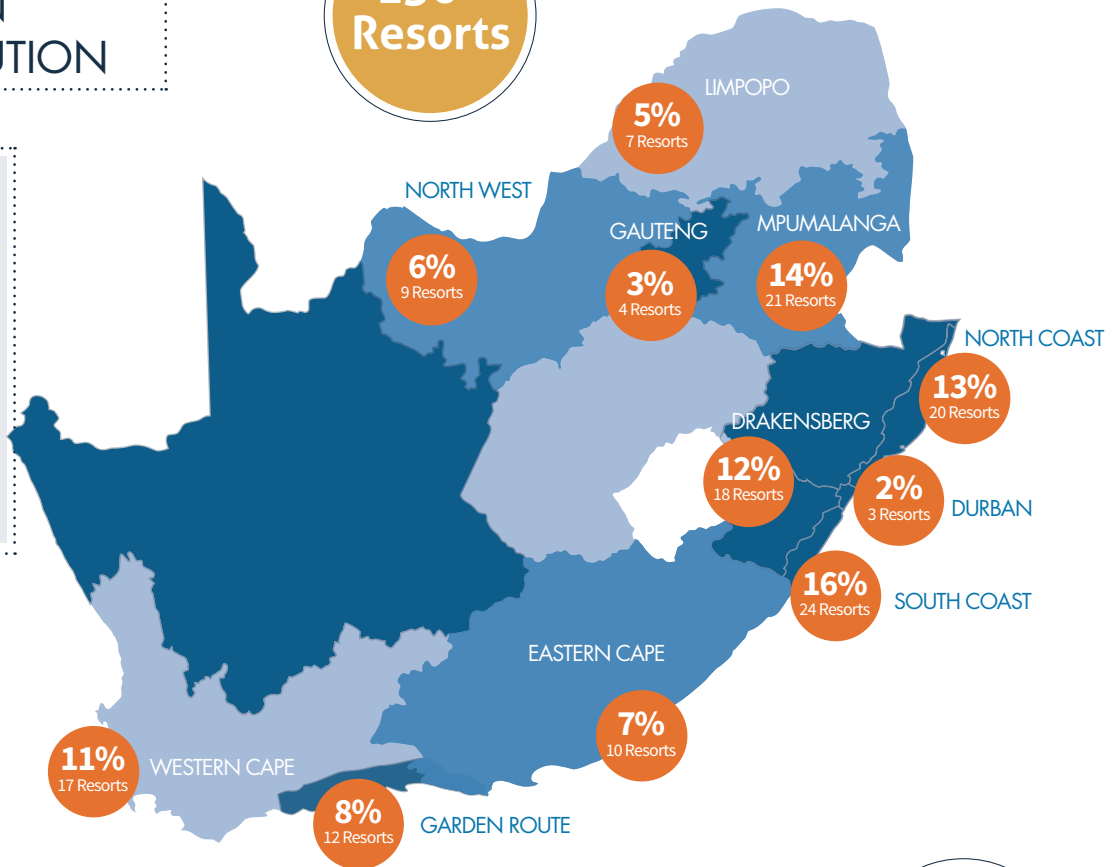 UTION
Resorts
LIMPOPO
5%
7 Resorts
NORTH WEST
6%
9 Resorts
GAUTENG
3%
4 Resorts
MPUMALANGA
14%
21 Resorts
NORTH COAST
13%
20 Resorts
DRAKENSBERG
12%
18 Resorts
2%
3 Resorts
DURBAN
16%
24 Resorts
SOUTH COAST
EASTERN CAPE
7%
10 Resorts
11%
17 Resorts
WESTERN CAPE
8%
12 Resorts
GARDEN ROUTE